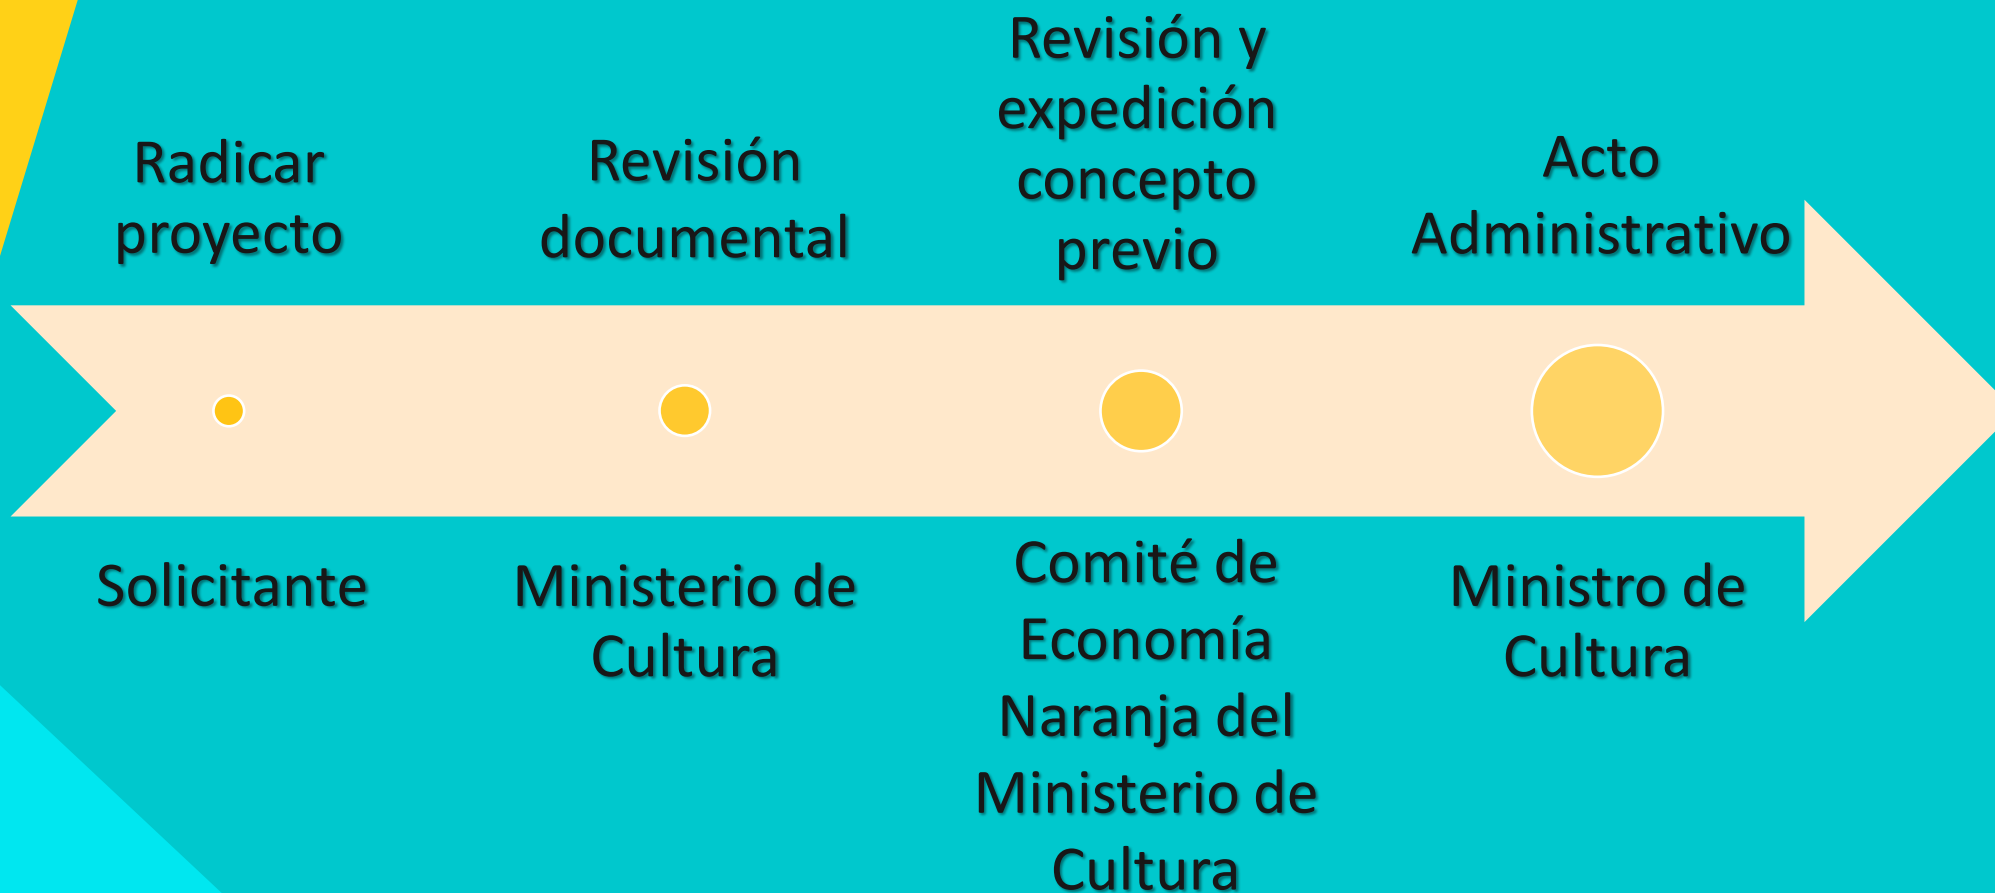 Radicar
proyecto
Revisión
documental
Revisión y
expedición
concepto
previo
Acto
Administrativo
Solicitante
Ministerio de
Cultura
Comité de
Economía
Naranja del
Ministerio de
Cultura
Ministro de
Cultura